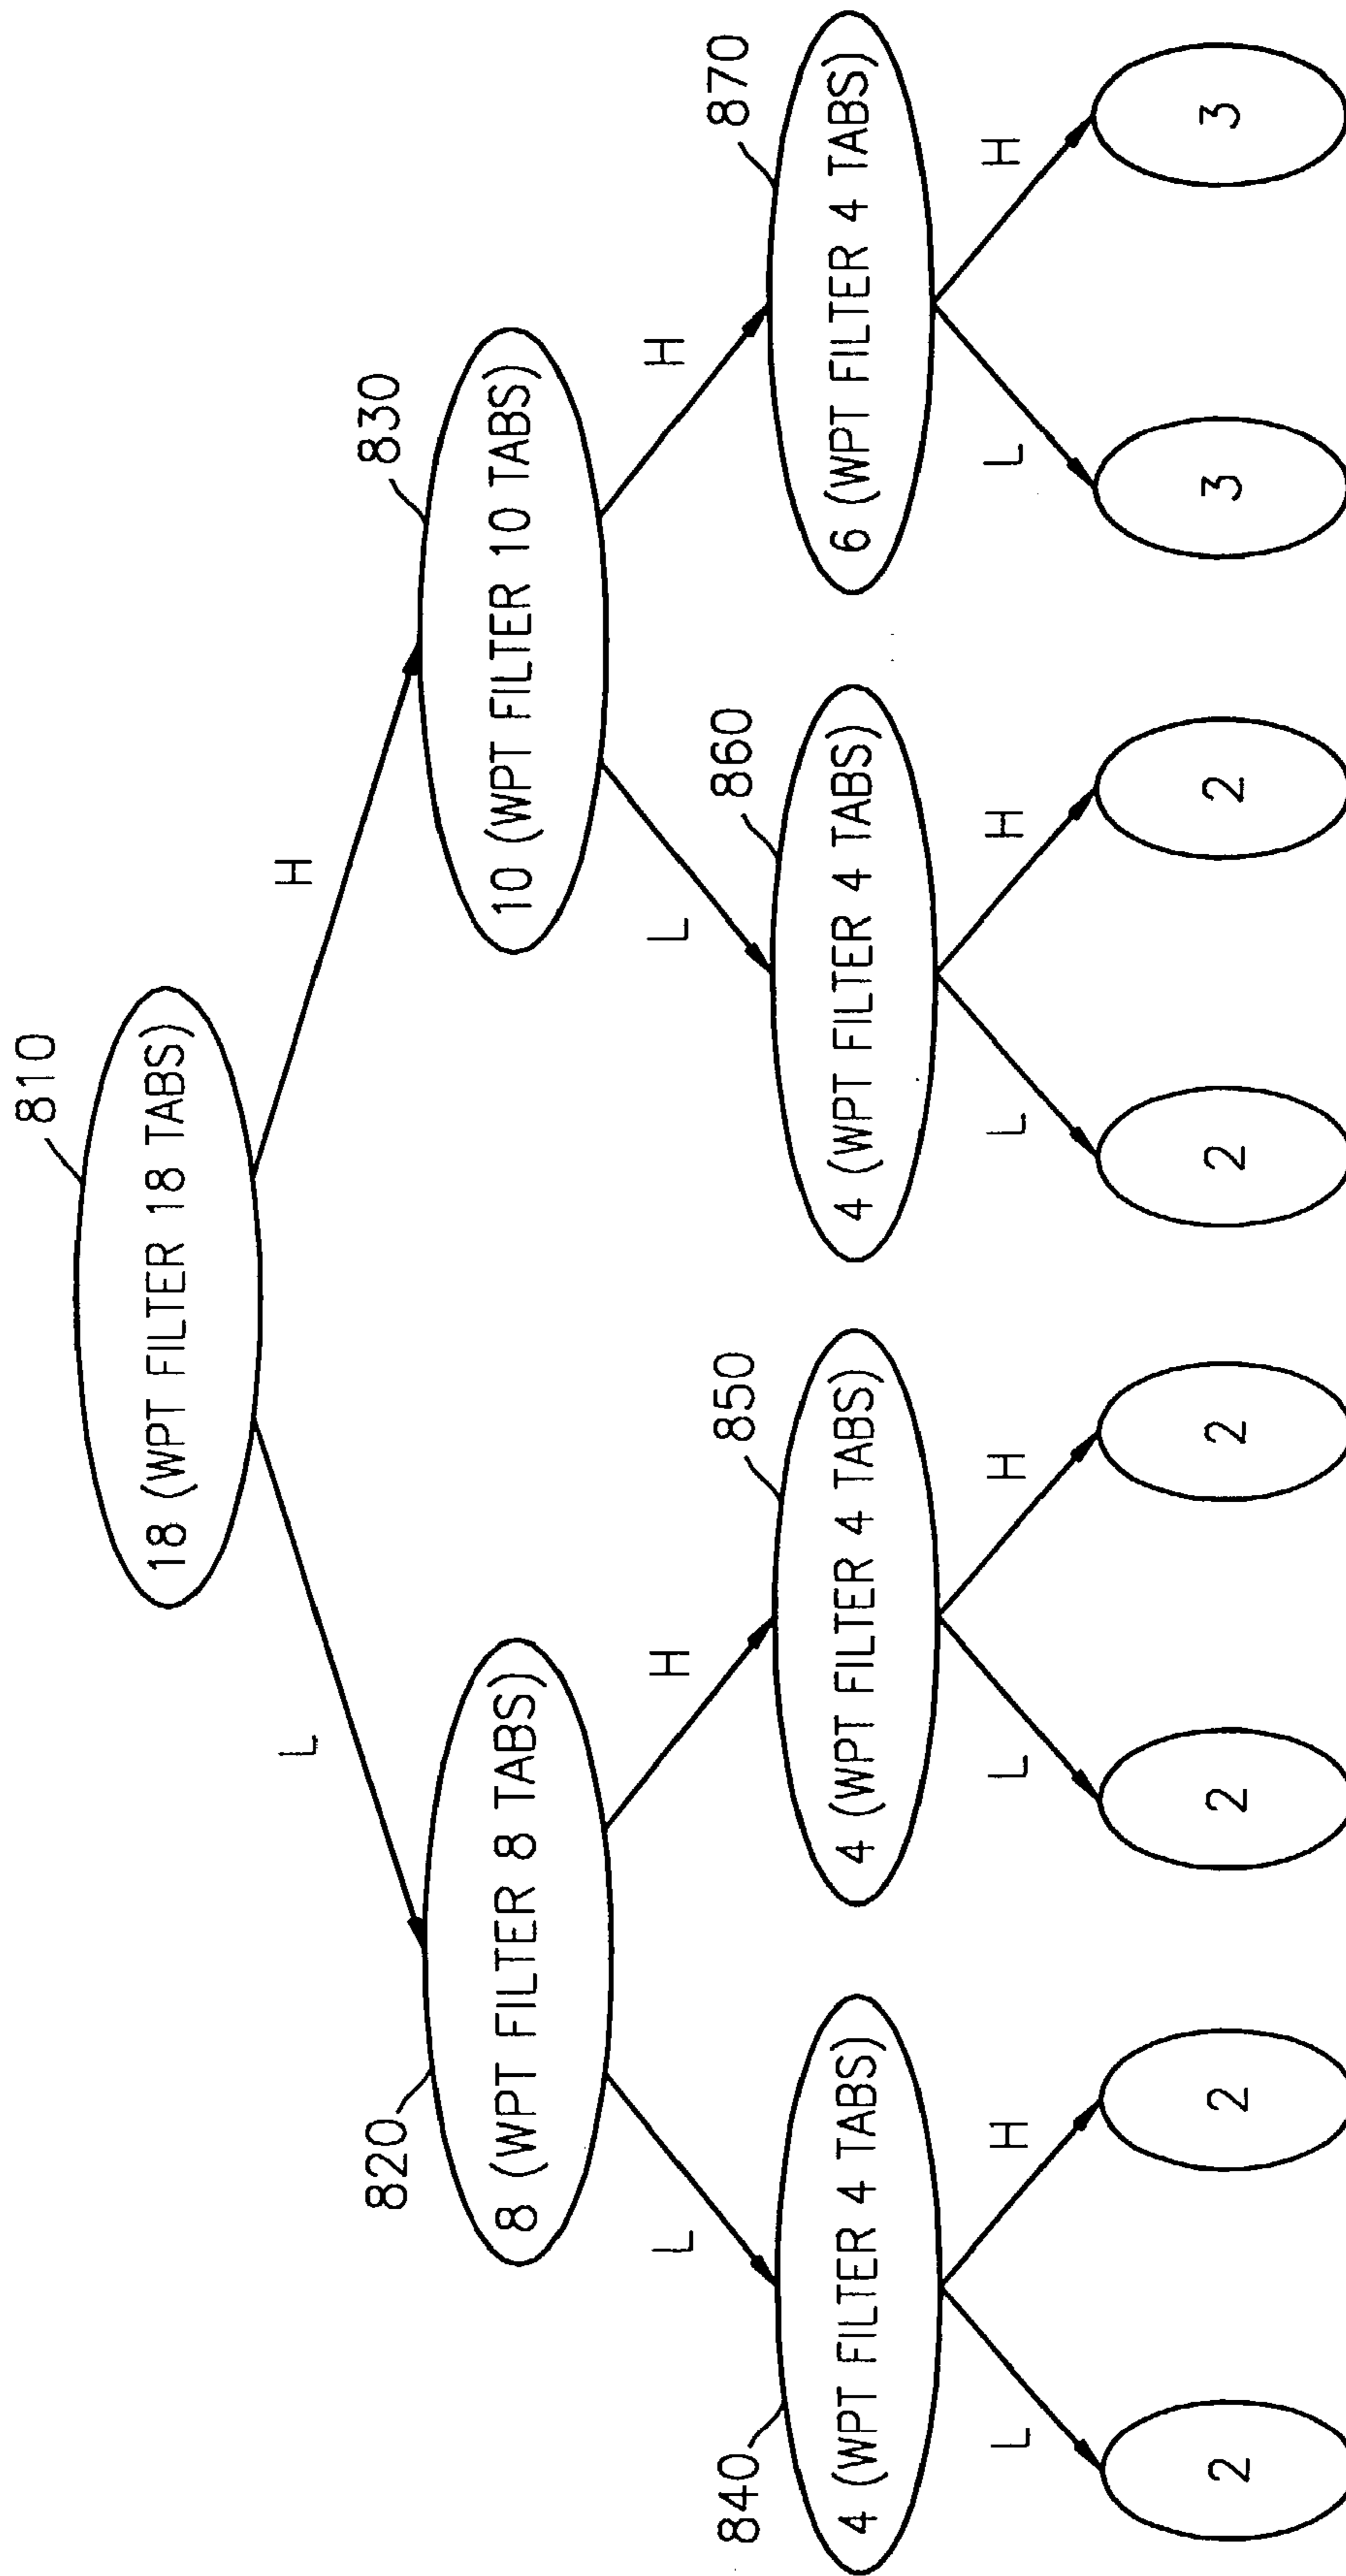 810
18 (WPT FILTER 18 TABS)
L
H
820
830
8 (WPT FILTER 8 TABS)
10 (WPT FILTER 10 TABS)
L
H
L
H
840
850
860
870
4 (WPT FILTER 4 TABS)
4 (WPT FILTER 4 TABS)
4 (WPT FILTER 4 TABS)
6 (WPT FILTER 4 TABS)
L
H
L
H
L
H
L
H
2
2
2
2
2
2
3
3